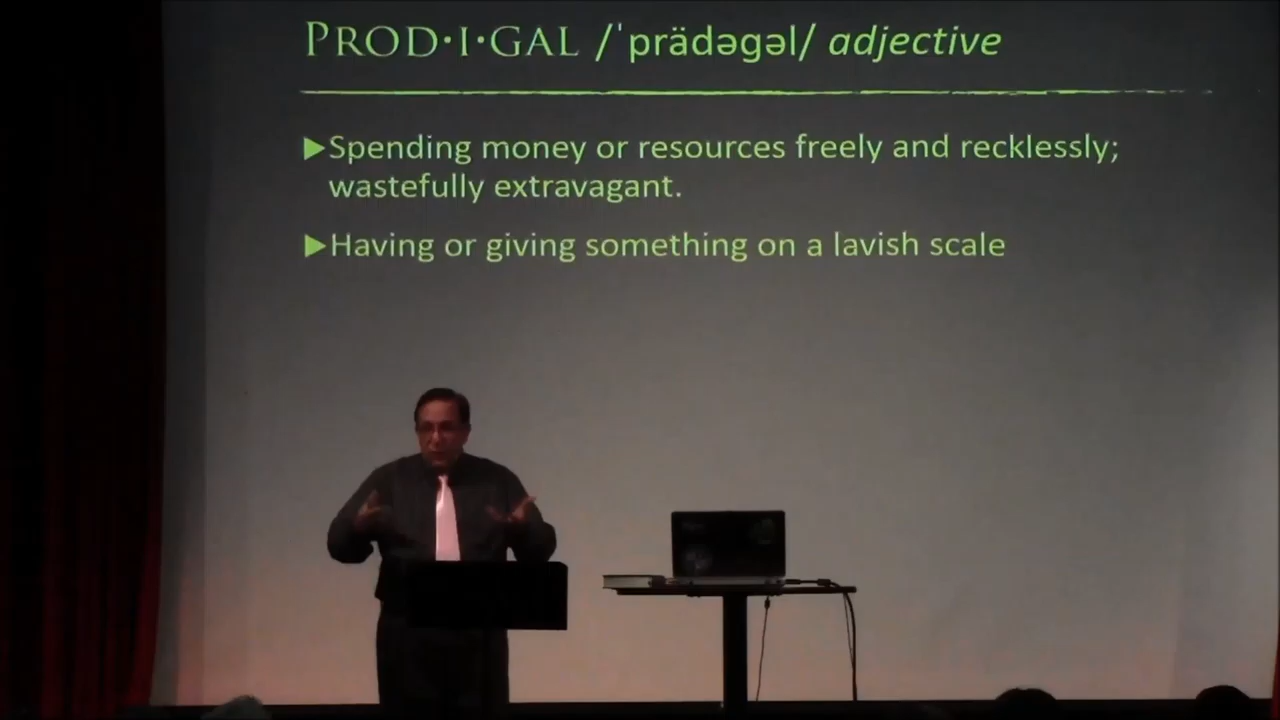 PROD·I·GAL /ˈprädəgəl/ adjective
▶Spending money or resources freely and recklessly;
wastefully extravagant.
▶Having or giving something on a lavish scale